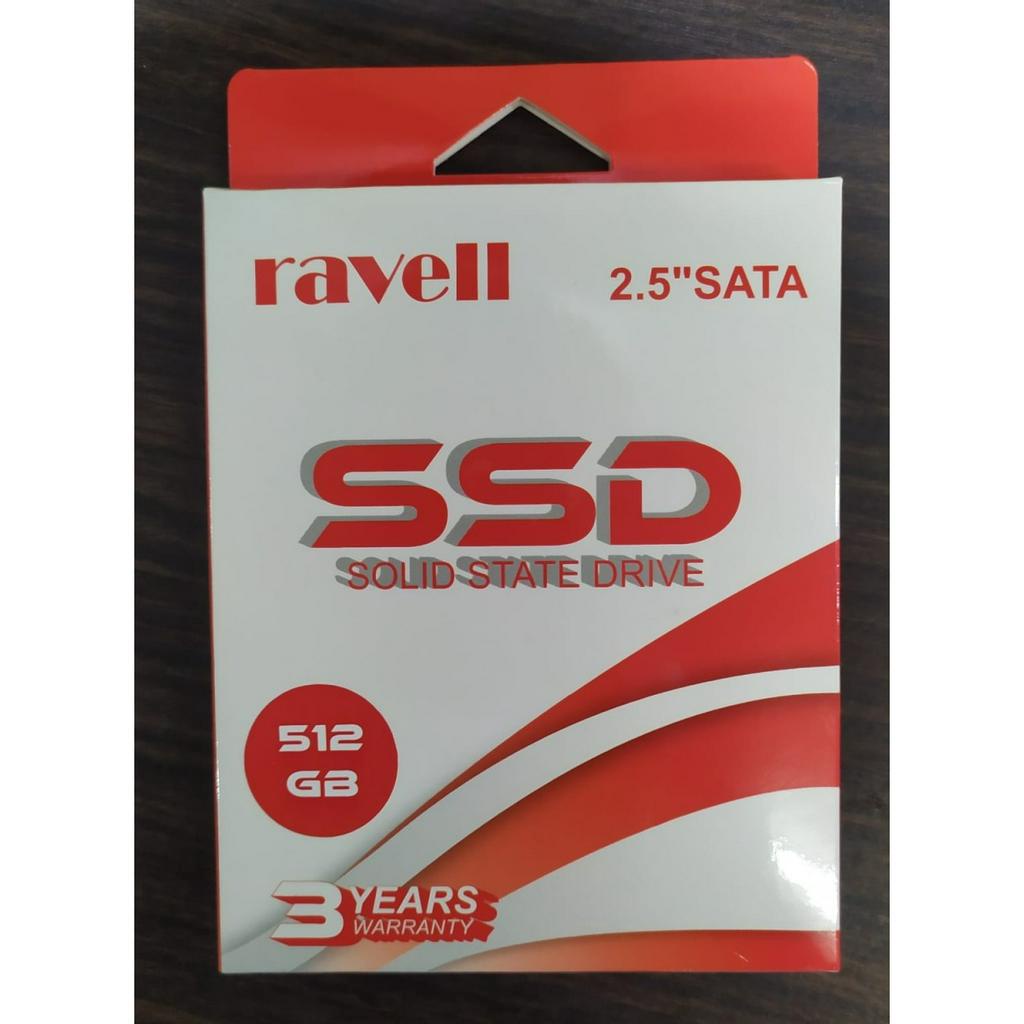 ravell
2.5"SATA
SSD
SOLID STATE DRIVE
512
GB
3 YEARS
WARRANTY